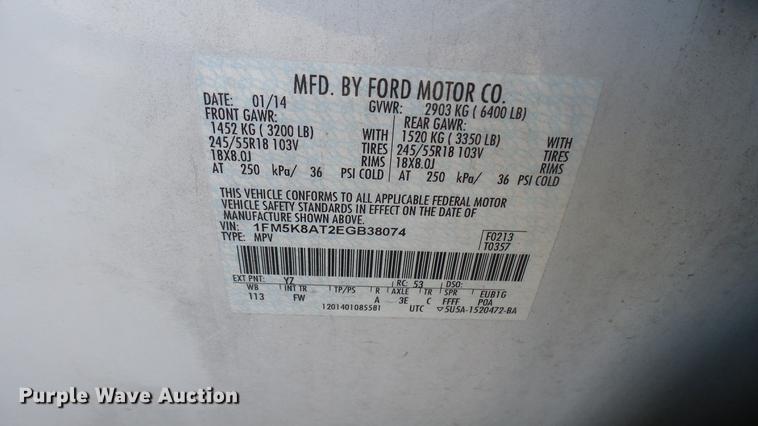 MFD. BY FORD MOTOR CO.
DATE: 01/14 GVWR: 2903 KG ( 6400 LB)
FRONT GAWR: REAR GAWR:
1452 KG ( 3200 LB) WITH 1520 KG ( 3350 LB) WITH
245/55R18 103V TIRES 245/55R18 103V TIRES
18X8.0J RIMS 18X8.0J RIMS
AT 250 kPa/ 36 PSI COLD AT 250 kPa/ 36 PSI COLD
THIS VEHICLE CONFORMS TO ALL APPLICABLE FEDERAL MOTOR
VEHICLE SAFETY STANDARDS IN EFFECT ON THE DATE OF
MANUFACTURE SHOWN ABOVE.
VIN: 1FM5K8AT2EGB38074 F0213
TYPE: MPV T0357
EXT PNT: YZ RC: 53 DSO:
WB INT TR TP/PS R AXLE TR SPR EUB1G
113 FW A 3E C FFFF POA
1201401085581 UTC ▽5U5A-1520472-BA
Purple Wave Auction